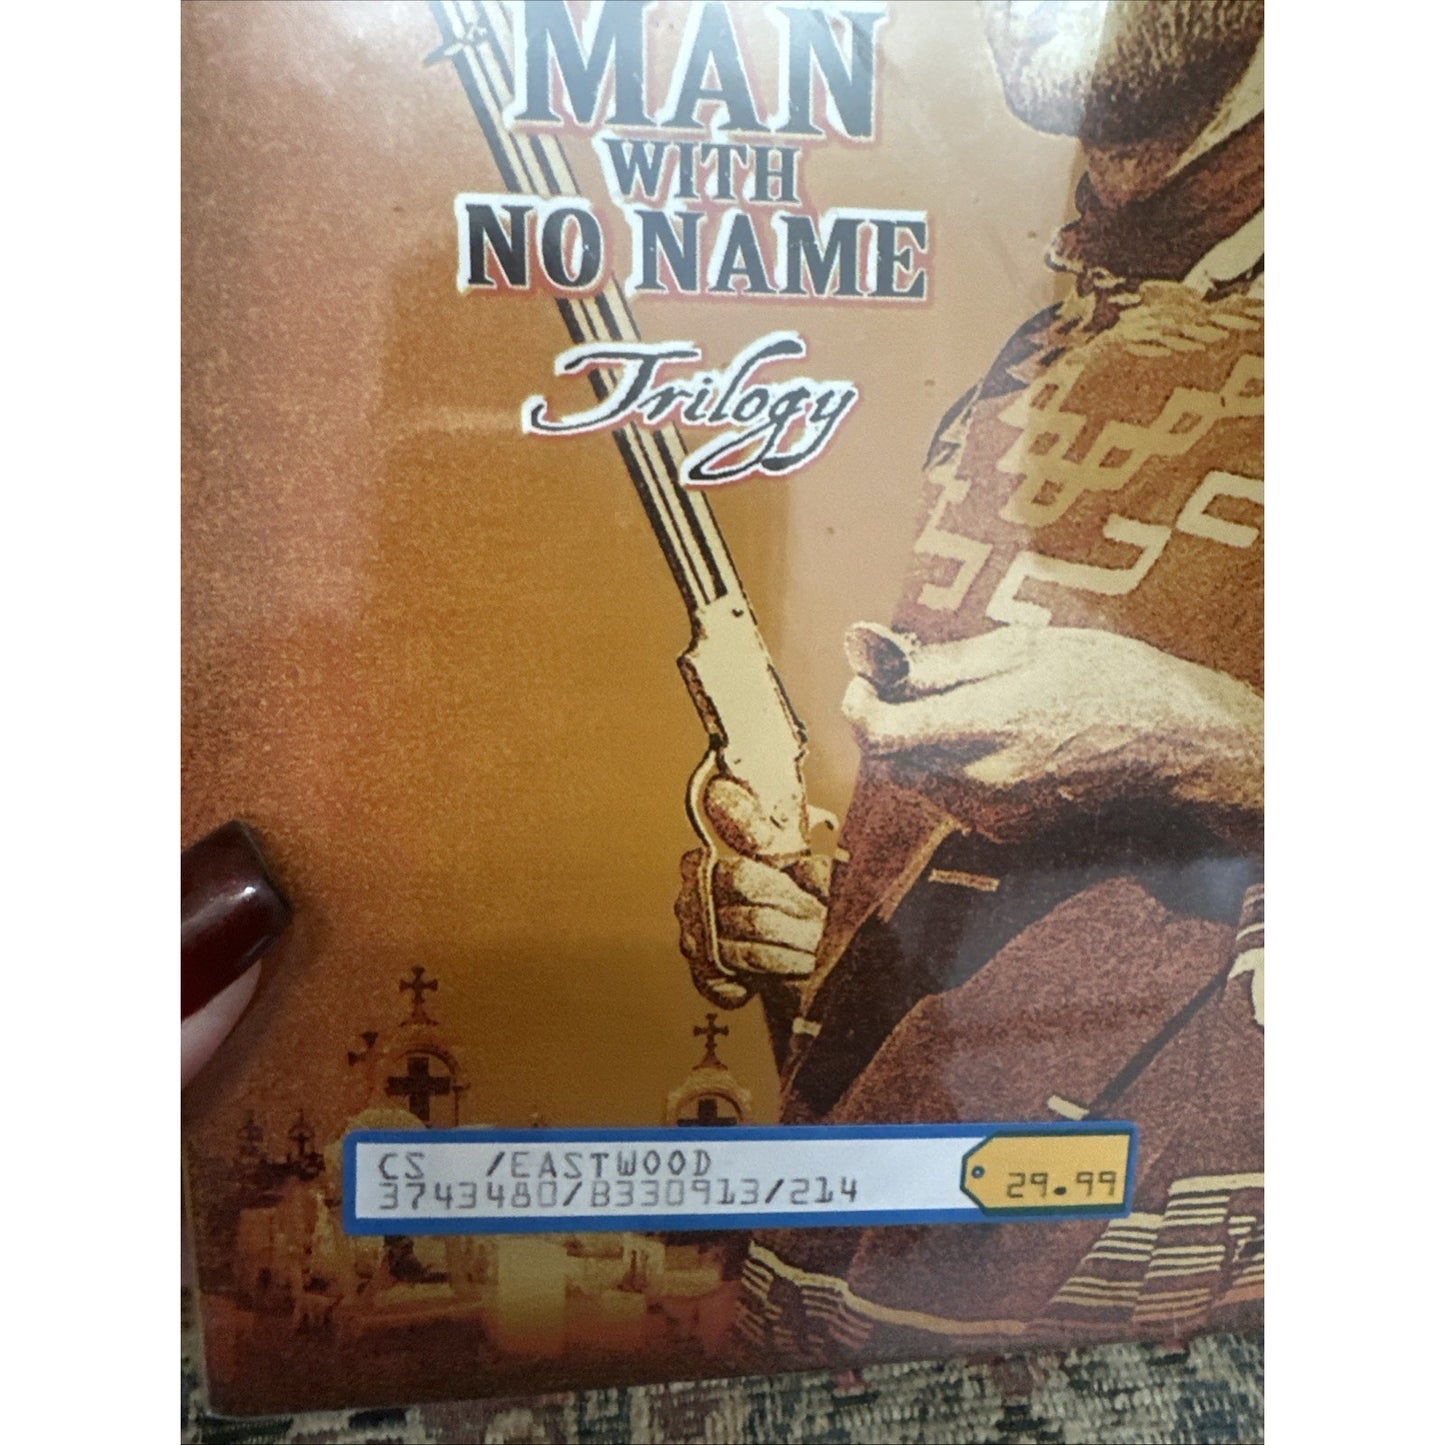 MAN
WITH
NO NAME
Trilogy
CS /EASTWOOD
3743480/B330913/214
29.99